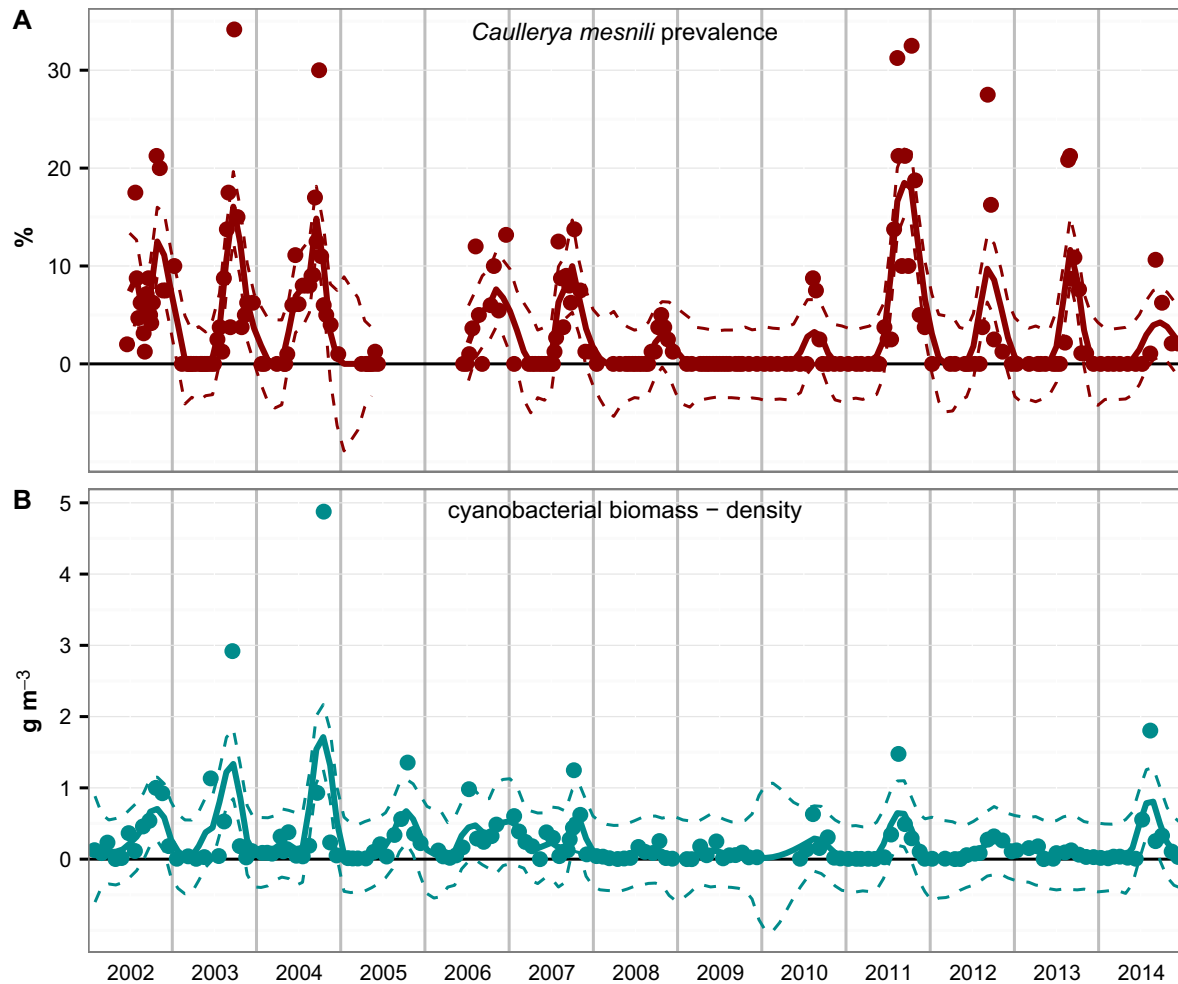 A
Caullerya mesnili prevalence
30
20
10
0
%
B
cyanobacterial biomass − density
5
4
3
2
1
0
g m−3
2002 2003 2004 2005 2006 2007 2008 2009 2010 2011 2012 2013 2014